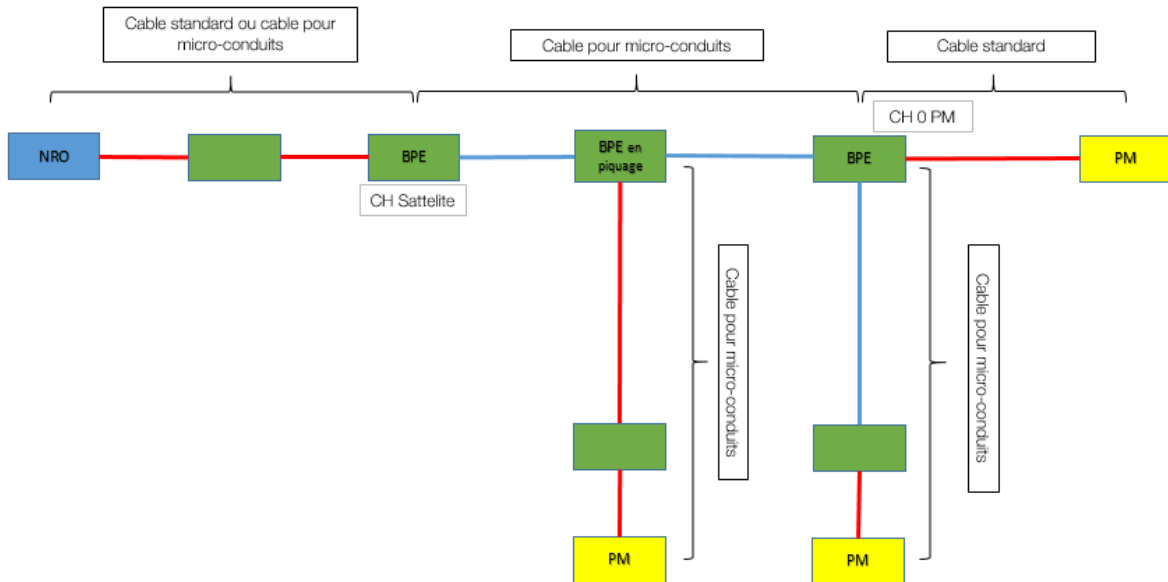 Cable standard ou cable pour
micro-conduits
Cable pour micro-conduits
Cable standard
CH 0 PM
NRO
BPE
BPE en
piquage
BPE
PM
CH Sattelite
Cable pour micro-conduits
Cable pour micro-conduits
PM
PM